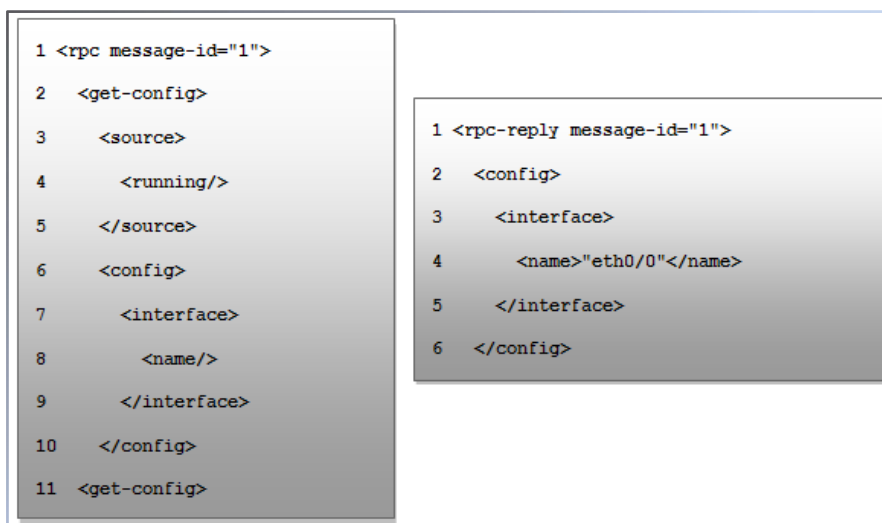 1 <rpc message-id="1">
2 <get-config>
3 <source>
4 <running/>
5 </source>
6 <config>
7 <interface>
8 <name/>
9 </interface>
10 </config>
11 <get-config>
1 <rpc-reply message-id="1">
2 <config>
3 <interface>
4 <name>"eth0/0"</name>
5 </interface>
6 </config>